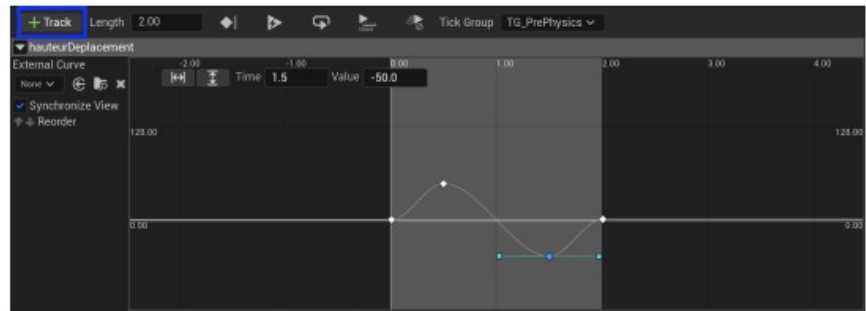 + Track Length 2.00 Tick Group TG_PrePhysics
hauteurDeplacement
External Curve
None
Synchronize View
Reorder
-2.00 -1.00 0.00 1.00 2.00 3.00 4.00
Time 1.5 Value -50.0
128.00 128.00
0.00 0.00